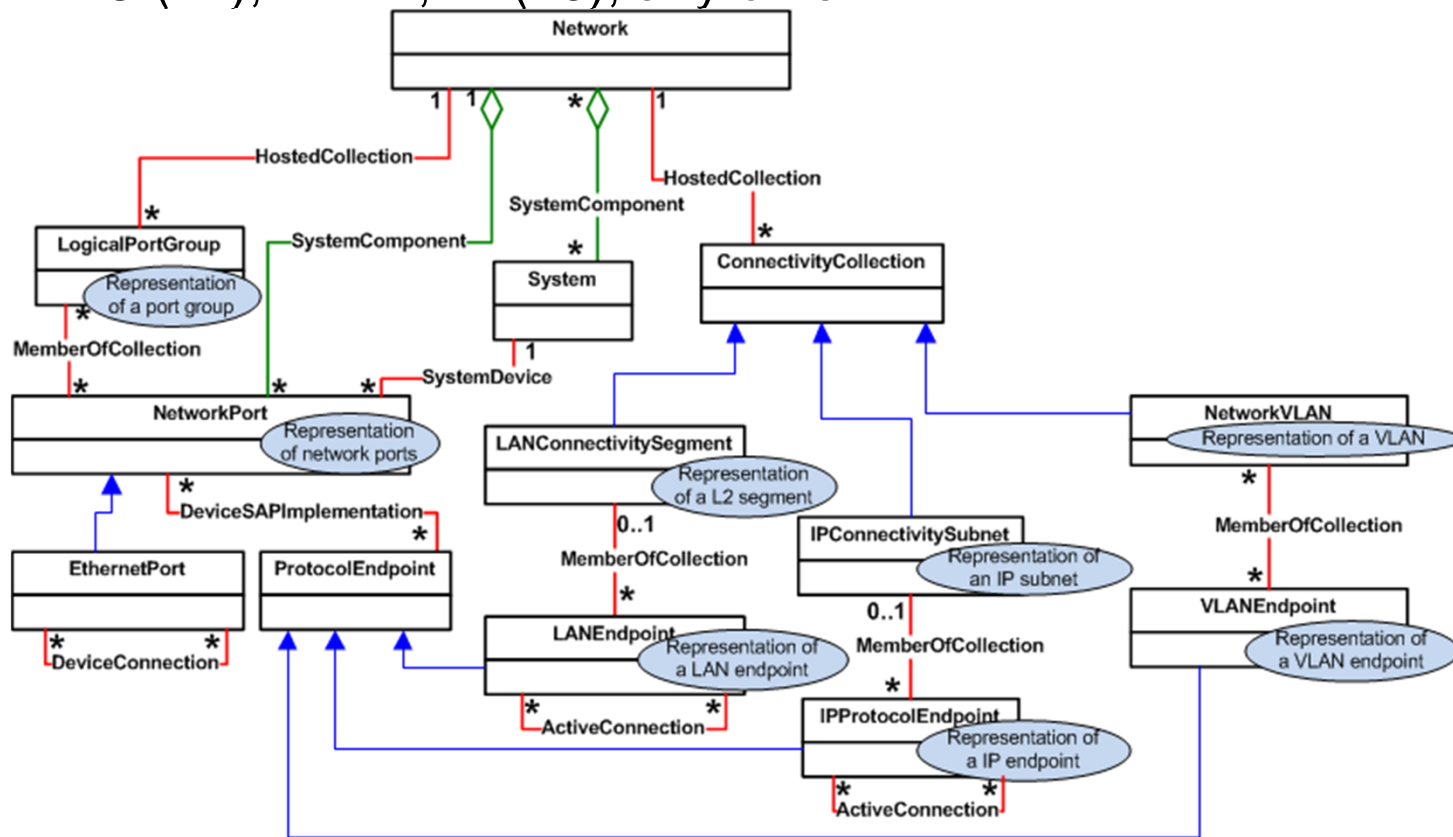 Network
1
1
*
1
HostedCollection
HostedCollection
SystemComponent
*
*
*
SystemComponent
LogicalPortGroup
ConnectivityCollection
System
Representation
of a port group
*
1
MemberOfCollection
SystemDevice
*
*
*
NetworkPort
NetworkVLAN
Representation
of network ports
LANConnectivitySegment
Representation of a VLAN
Representation
of a L2 segment
*
*
DeviceSAPImplementation
*
0..1
MemberOfCollection
IPConnectivitySubnet
Representation of
an IP subnet
MemberOfCollection
EthernetPort
ProtocolEndpoint
*
*
0..1
VLANEndpoint
LANEndpoint
Representation of
a LAN endpoint
MemberOfCollection
Representation of
a VLAN endpoint
*
*
DeviceConnection
*
*
*
ActiveConnection
IPProtocolEndpoint
Representation of
a IP endpoint
*
*
ActiveConnection